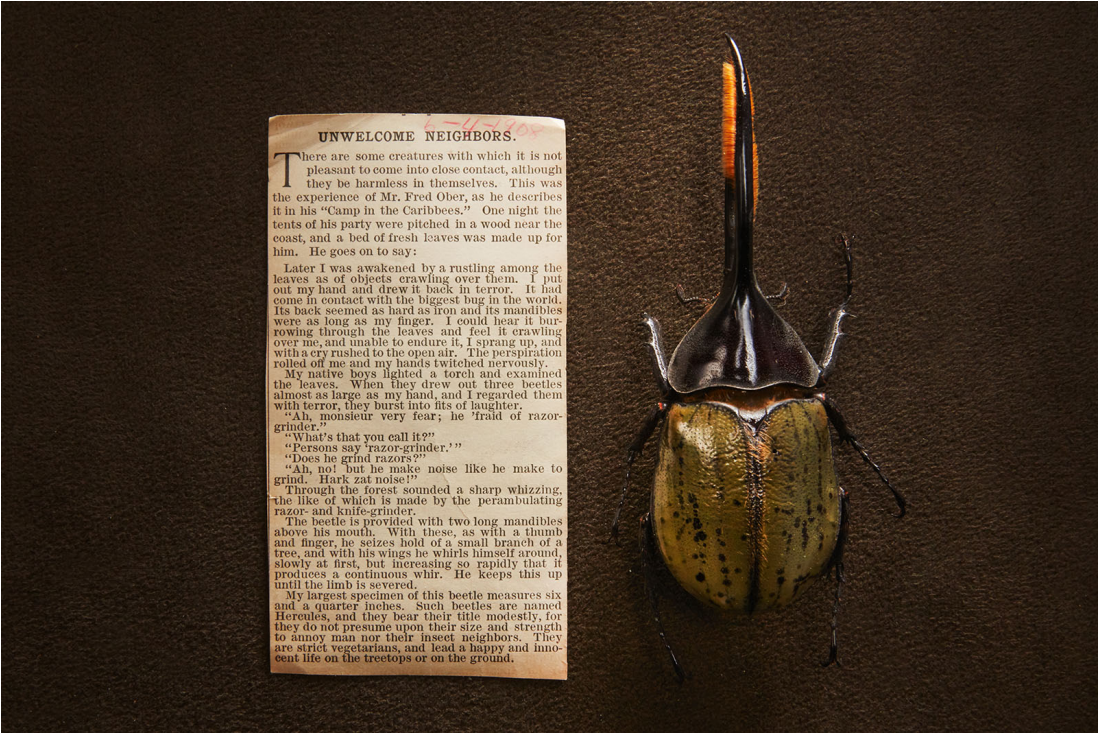 6-4-1908
UNWELCOME NEIGHBORS.
There are some creatures with which it is not
pleasant to come into close contact, although
they be harmless in themselves. This was
the experience of Mr. Fred Ober, as he describes
it in his “Camp in the Caribbees.” One night the
tents of his party were pitched in a wood near the
coast, and a bed of fresh leaves was made up for
him. He goes on to say:
Later I was awakened by a rustling among the
leaves as of objects crawling over them. I put
out my hand and drew it back in terror. It had
come in contact with the biggest bug in the world.
Its back seemed as hard as iron and its mandibles
were as long as my finger. I could hear it bur-
rowing through the leaves and feel it crawling
over me, and unable to endure it, I sprang up, and
with a cry rushed to the open air. The perspiration
rolled off me and my hands twitched nervously.
My native boys lighted a torch and examined
the leaves. When they drew out three beetles
almost as large as my hand, and I regarded them
with terror, they burst into fits of laughter.
“Ah, monsieur very fear; he ’fraid of razor-
grinder.”
“What’s that you call it?”
“Persons say ‘razor-grinder.’ ”
“Does he grind razors?”
“Ah, no! but he make noise like he make to
grind. Hark zat noise!”
Through the forest sounded a sharp whizzing,
the like of which is made by the perambulating
razor- and knife-grinder.
The beetle is provided with two long mandibles
above his mouth. With these, as with a thumb
and finger, he seizes hold of a small branch of a
tree, and with his wings he whirls himself around,
slowly at first, but increasing so rapidly that it
produces a continuous whir. He keeps this up
until the limb is severed.
My largest specimen of this beetle measures six
and a quarter inches. Such beetles are named
Hercules, and they bear their title modestly, for
they do not presume upon their size and strength
to annoy man nor their insect neighbors. They
are strict vegetarians, and lead a happy and inno-
cent life on the treetops or on the ground.